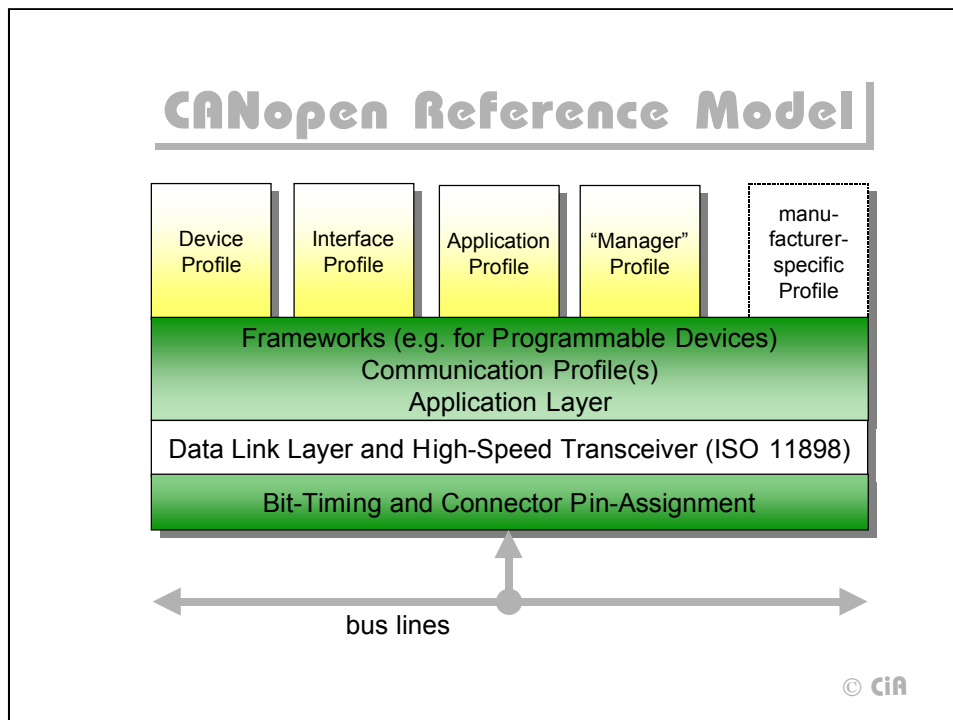 CANopen Reference Model
Device
Profile
Interface
Profile
Application
Profile
“Manager”
Profile
manu-
facturer-
specific
Profile
Frameworks (e.g. for Programmable Devices)
Communication Profile(s)
Application Layer
Data Link Layer and High-Speed Transceiver (ISO 11898)
Bit-Timing and Connector Pin-Assignment
bus lines
© CiA